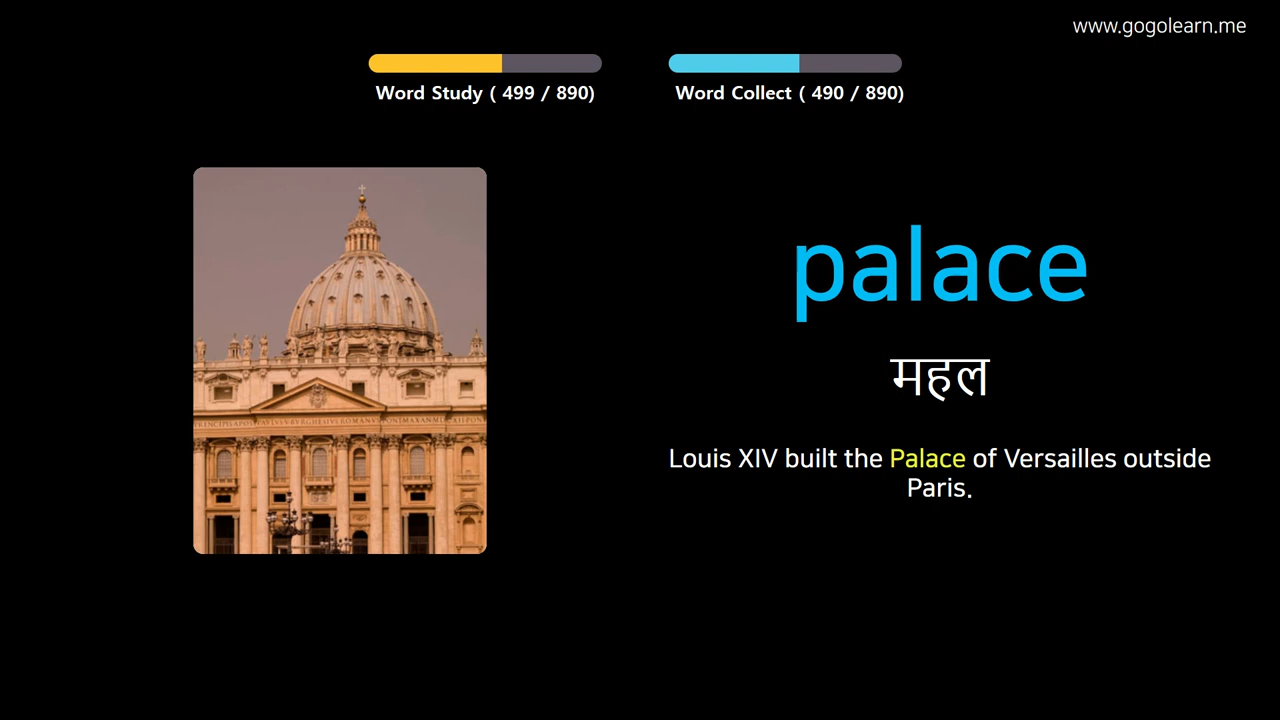 www.gogolearn.me
Word Study ( 499 / 890)
Word Collect ( 490 / 890)
palace
महल
Louis XIV built the Palace of Versailles outside
Paris.